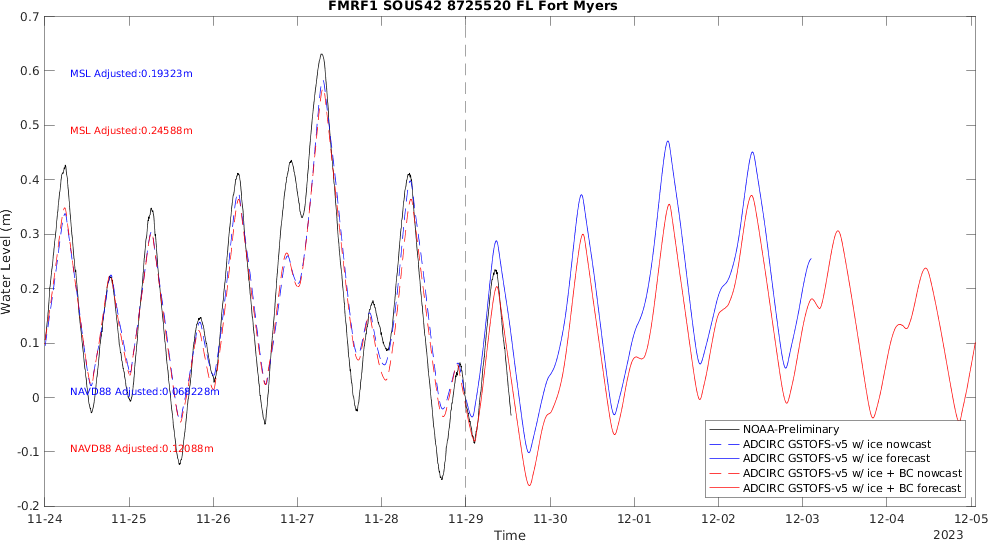 FMRF1 SOUS42 8725520 FL Fort Myers
0.7
0.6
0.5
0.4
0.3
0.2
0.1
0
-0.1
-0.2
Water Level (m)
MSL Adjusted:0.19323m
MSL Adjusted:0.24588m
NAVD88 Adjusted:0.068228m
NAVD88 Adjusted:0.12088m
NOAA-Preliminary
ADCIRC GSTOFS-v5 w/ ice nowcast
ADCIRC GSTOFS-v5 w/ ice forecast
ADCIRC GSTOFS-v5 w/ ice + BC nowcast
ADCIRC GSTOFS-v5 w/ ice + BC forecast
11-24 11-25 11-26 11-27 11-28 11-29 11-30 12-01 12-02 12-03 12-04 12-05
Time
2023